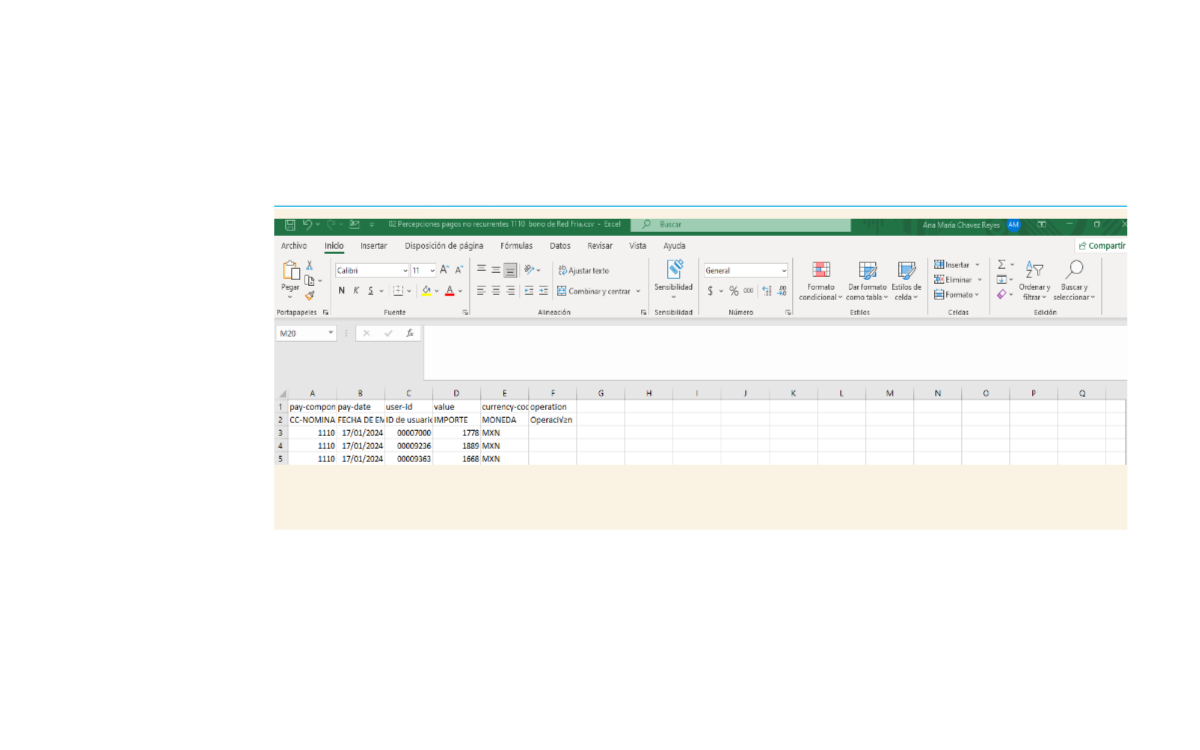 02 Percepciones pagos no recurrentes 1110 bono de Red Fria.csv - Excel Buscar Ana María Chavez Reyes AM
Archivo Inicio Insertar Disposición de página Fórmulas Datos Revisar Vista Ayuda Compartir
Pegar
Calibri 11
N K S
Ajustar texto
Combinar y centrar
Sensibilidad
General
$ % 000
Formato condicional
Dar formato como tabla
Estilos de celda
Insertar
Eliminar
Formato
Ordenar y filtrar
Buscar y seleccionar
Portapapeles Fuente Alineación Sensibilidad Número Estilos Celdas Edición
M20 fx
A B C D E F G H I J K L M N O P Q
1 pay-compon pay-date user-id value currency-coc operation
2 CC-NOMINA FECHA DE EM ID de usuario IMPORTE MONEDA Operaci√≥n
3 1110 17/01/2024 00007000 1778 MXN
4 1110 17/01/2024 00009236 1889 MXN
5 1110 17/01/2024 00009363 1668 MXN